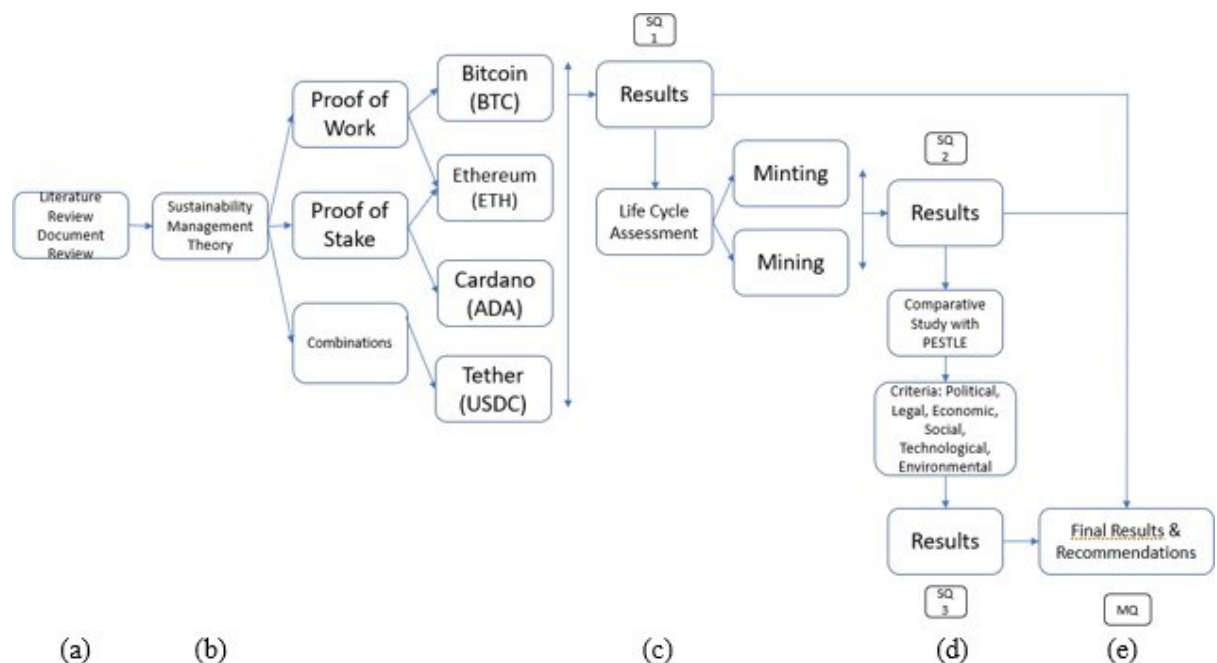 Literature
Review
Document
Review
Sustainability
Management
Theory
Proof of
Work
Proof of
Stake
Combinations
Bitcoin
(BTC)
Ethereum
(ETH)
Cardano
(ADA)
Tether
(USDC)
SQ
1
Results
Life Cycle
Assessment
Minting
Mining
SQ
2
Results
Comparative
Study with
PESTLE
Criteria: Political,
Legal, Economic,
Social,
Technological,
Environmental
Results
SQ
3
Final Results &
Recommendations
MQ
(a)
(b)
(c)
(d)
(e)